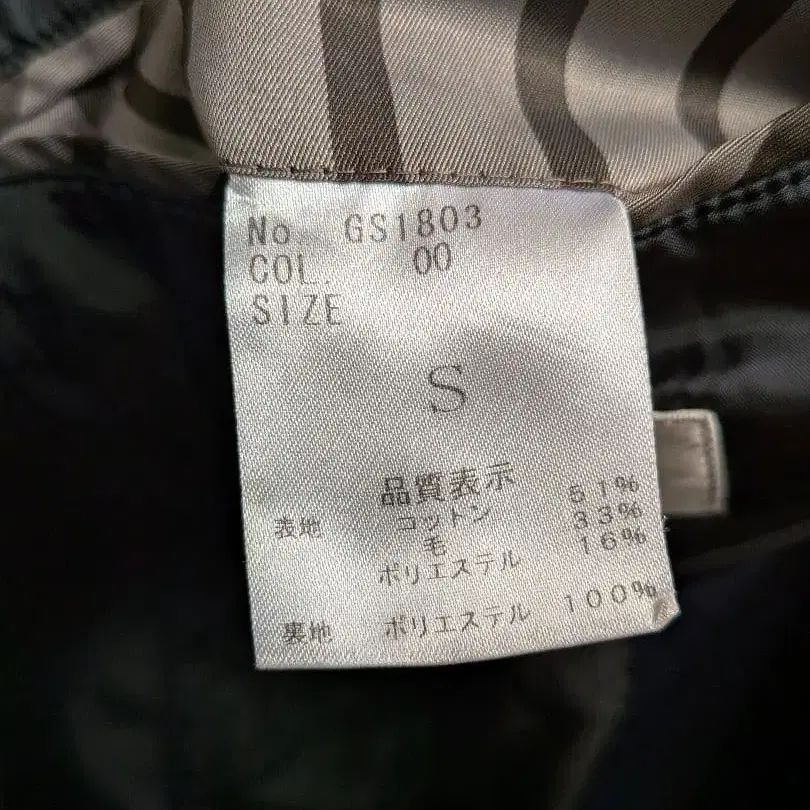 No. GS1803
COL. 00
SIZE
S
品質表示
表地 コットン 51%
毛 33%
ポリエステル 16%
裏地 ポリエステル 100%